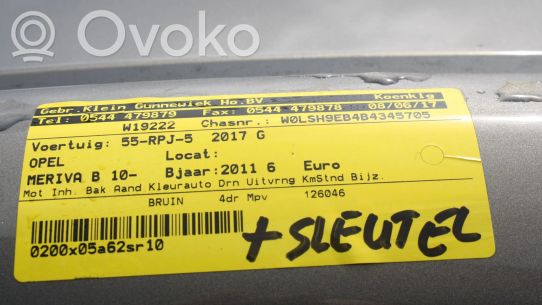 OVOKO
Gebr.Klein Gunnewiek Ho.BV Koenklg
Tel: 0544 479879 Fax: 0544 479878 08/06/17
W19222 Chasnr.: W0LSH9EB4B4345705
Voertuig: 55-RPJ-5 2017 G
OPEL Locat:
MERIVA B 10- Bjaar:2011 6 Euro
Mot Inh. Bak Aand Kleurauto Drn Uitvrng KmStnd Bijz.
BRUIN 4dr Mpv 126046
0200x05a62sr10
+ SLEUTEL